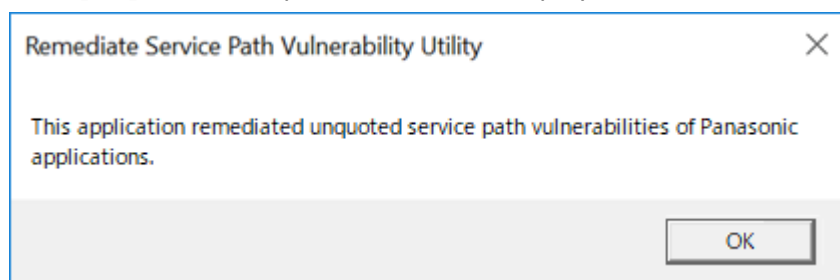 Remediate Service Path Vulnerability Utility
This application remediated unquoted service path vulnerabilities of Panasonic
applications.
OK